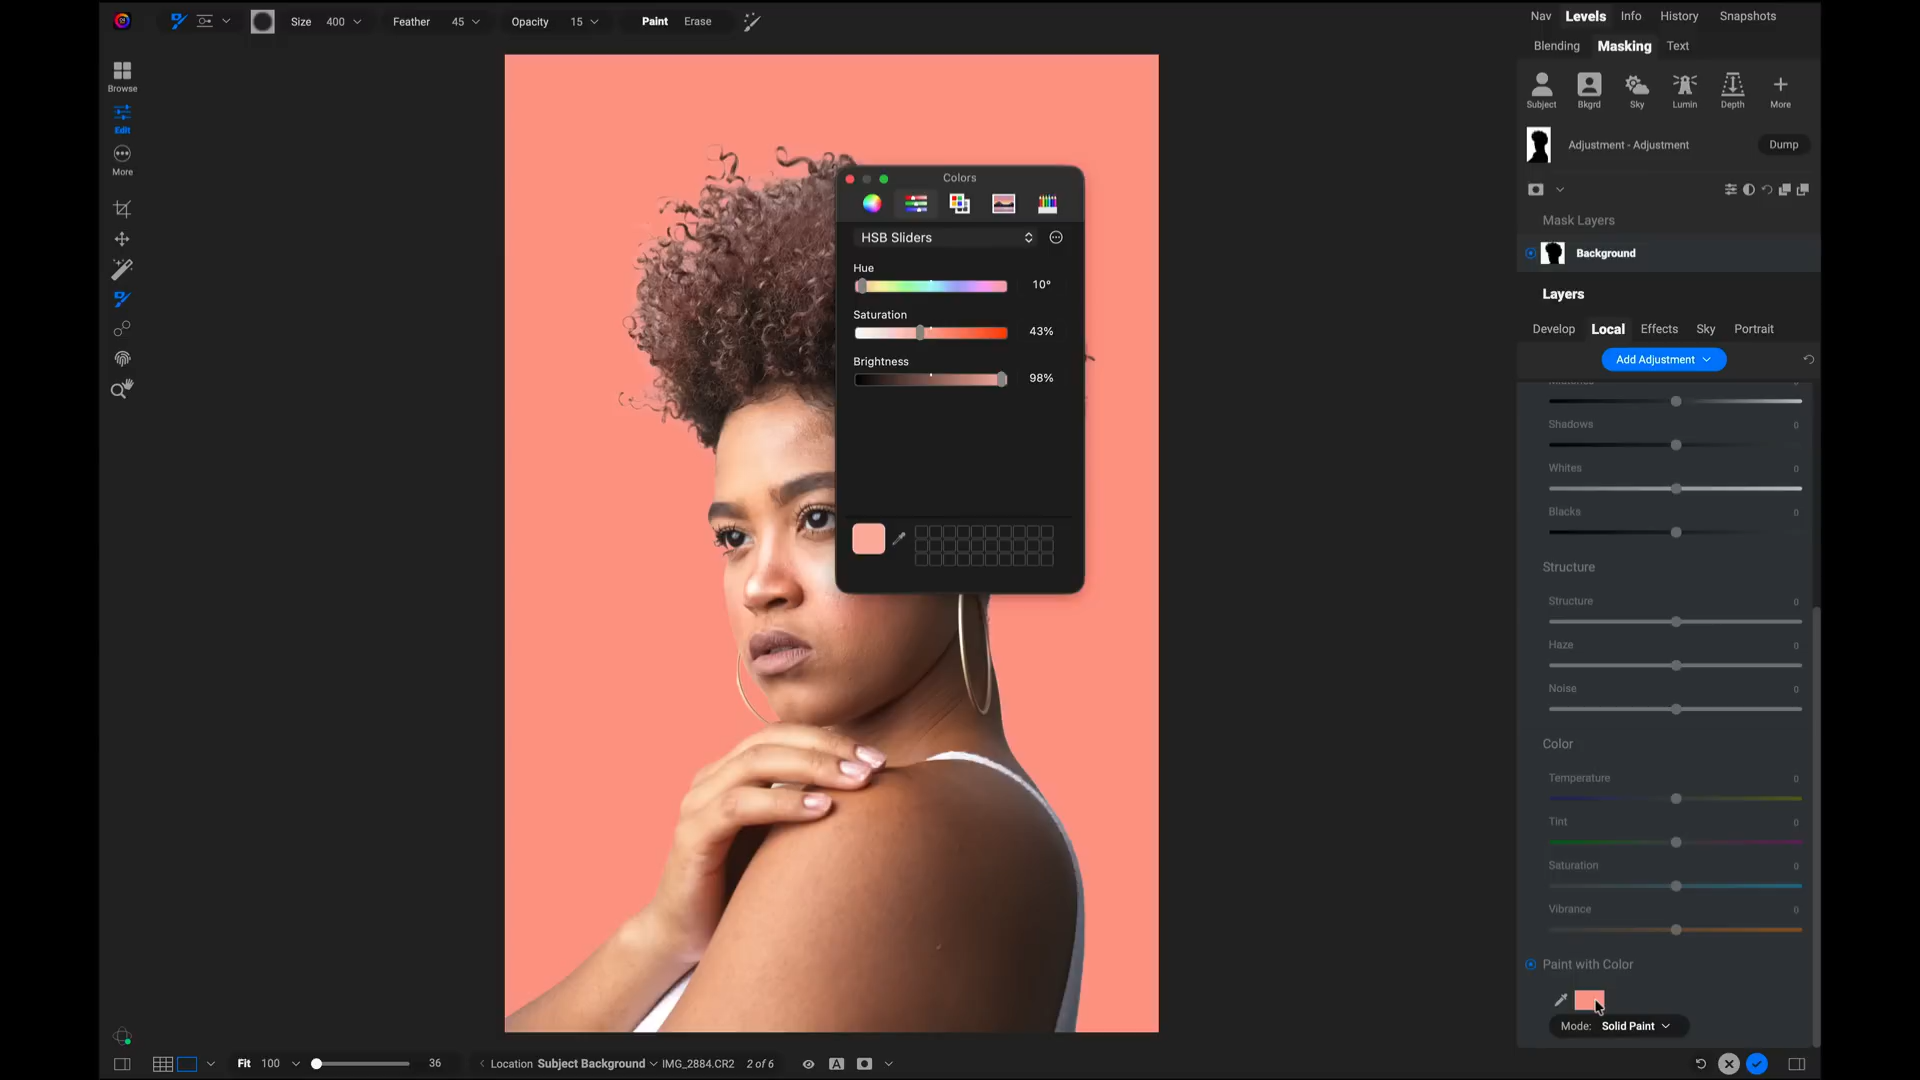 Size 400 Feather 45 Opacity 15 Paint Erase
Nav Levels Info History Snapshots
Blending Masking Text
Browse
Edit
More
Subject Bkgrd Sky Lumin Depth More
Adjustment - Adjustment Dump
Mask Layers
Background
Layers
Develop Local Effects Sky Portrait
Add Adjustment
Colors
HSB Sliders
Hue
10°
Saturation
43%
Brightness
98%
Shadows 0
Whites 0
Blacks 0
Structure
Structure 0
Haze 0
Noise 0
Color
Temperature 0
Tint 0
Saturation 0
Vibrance 0
Paint with Color
Mode: Solid Paint
Fit 100 36 Location Subject Background IMG_2884.CR2 2 of 6 A